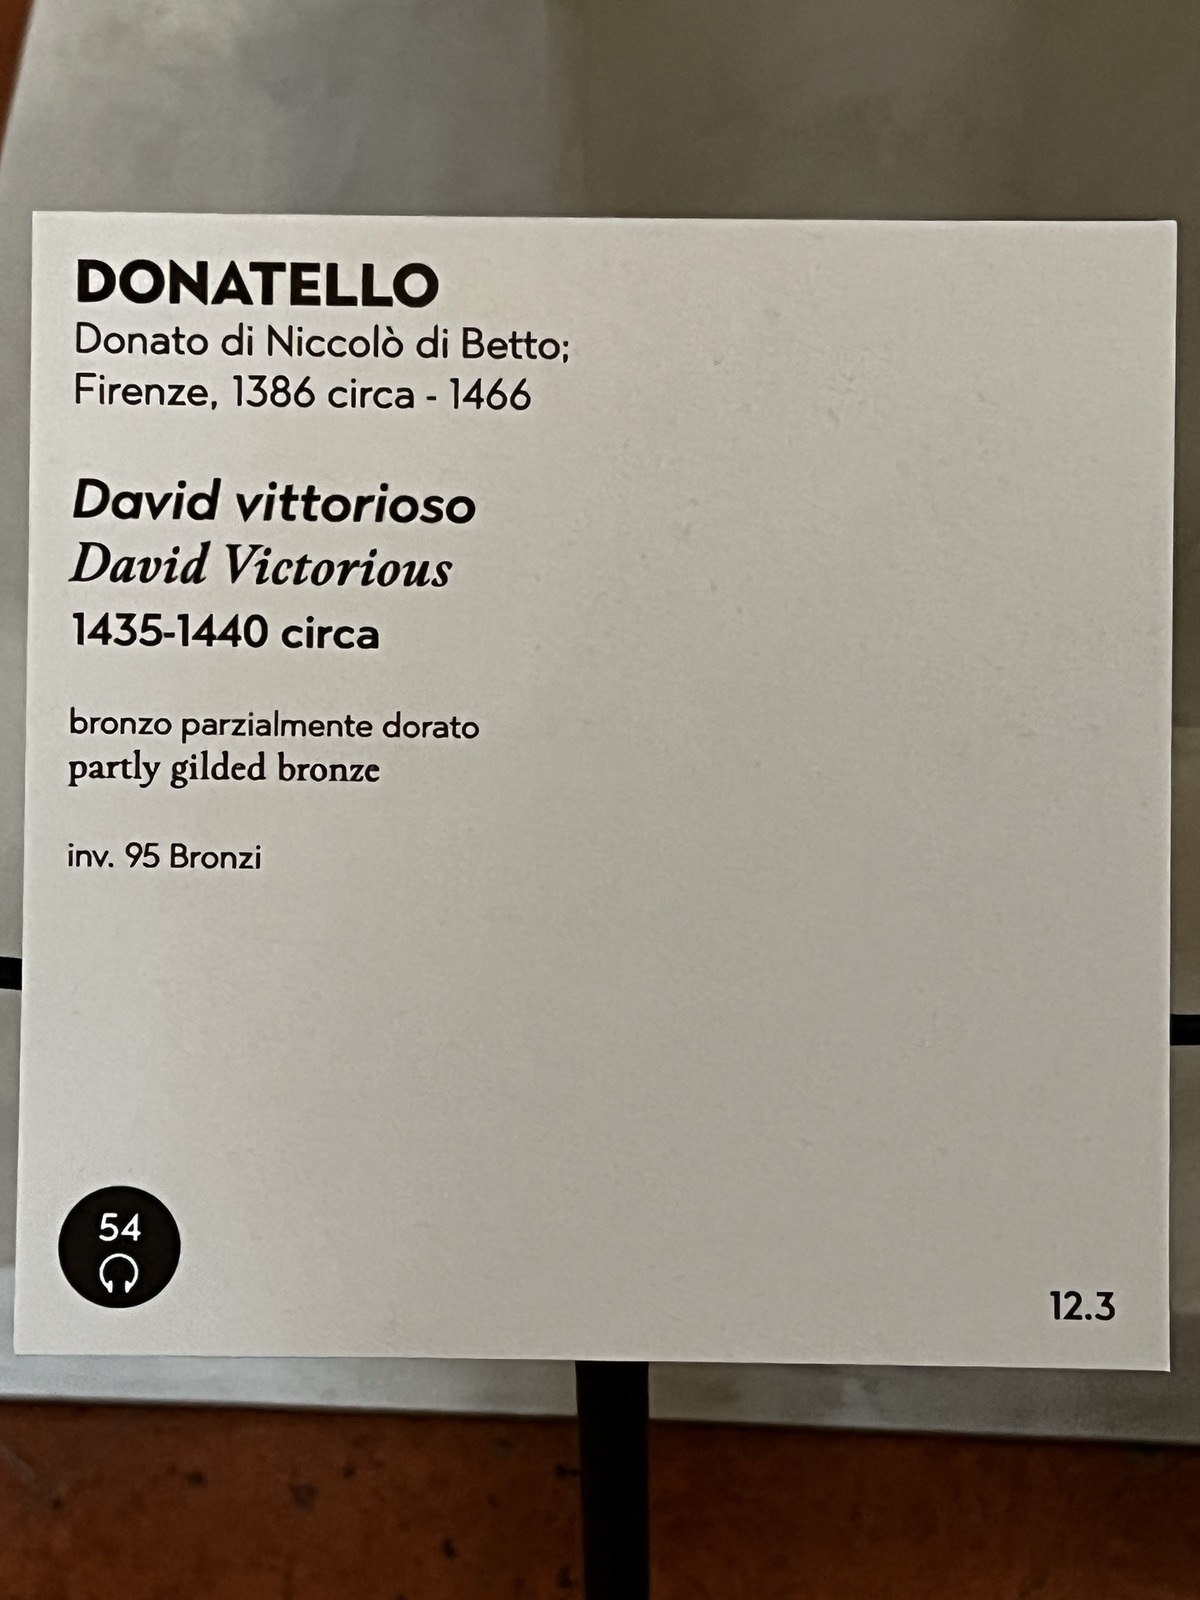 DONATELLO
Donato di Niccolò di Betto;
Firenze, 1386 circa - 1466
David vittorioso
David Victorious
1435-1440 circa
bronzo parzialmente dorato
partly gilded bronze
inv. 95 Bronzi
54
12.3